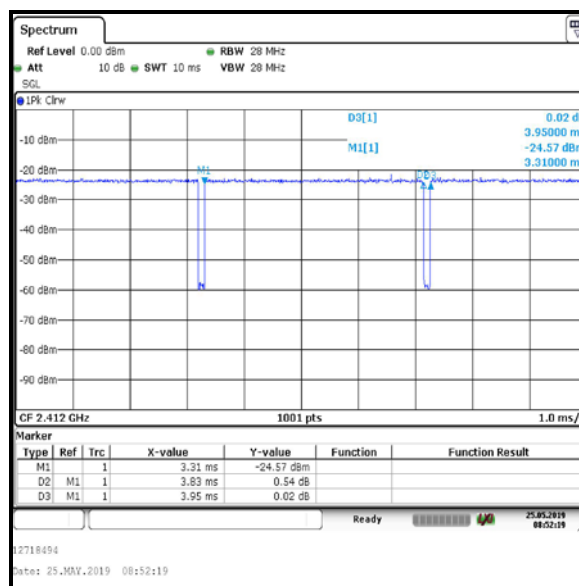 Spectrum
Ref Level 0.00 dBm RBW 28 MHz
Att 10 dB SWT 10 ms VBW 28 MHz
SGL
1Pk Clrw
D3[1] 0.02 d
3.95000 m
M1[1] -24.57 dBr
3.31000 m
-10 dBm
-20 dBm
M1 D3
-30 dBm
-40 dBm
-50 dBm
-60 dBm
-70 dBm
-80 dBm
-90 dBm
CF 2.412 GHz 1001 pts 1.0 ms/
Marker
Type Ref Trc X-value Y-value Function Function Result
M1 1 3.31 ms -24.57 dBm
D2 M1 1 3.83 ms 0.54 dB
D3 M1 1 3.95 ms 0.02 dB
Ready 25.05.2019
08:52:19
12718494
Date: 25.MAY.2019 08:52:19